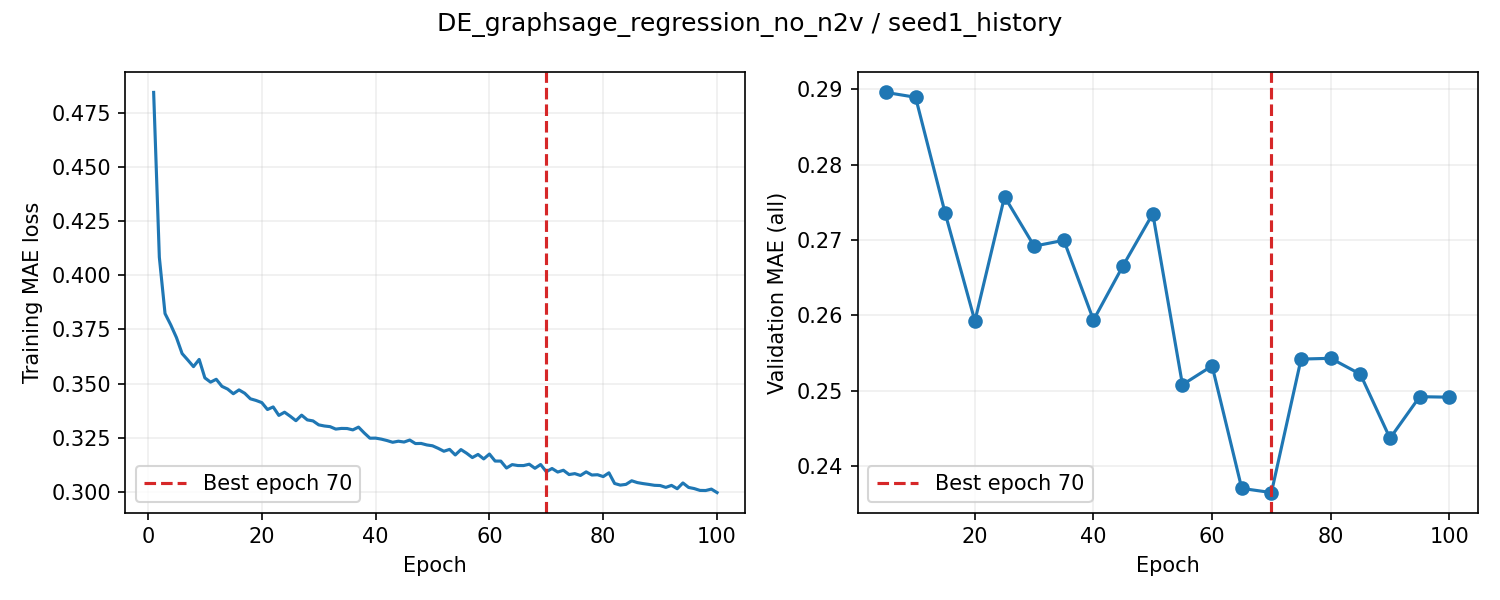 DE_graphsage_regression_no_n2v / seed1_history
Training MAE loss
0.475
0.450
0.425
0.400
0.375
0.350
0.325
0.300
Best epoch 70
0 20 40 60 80 100
Epoch
Validation MAE (all)
0.29
0.28
0.27
0.26
0.25
0.24
Best epoch 70
20 40 60 80 100
Epoch